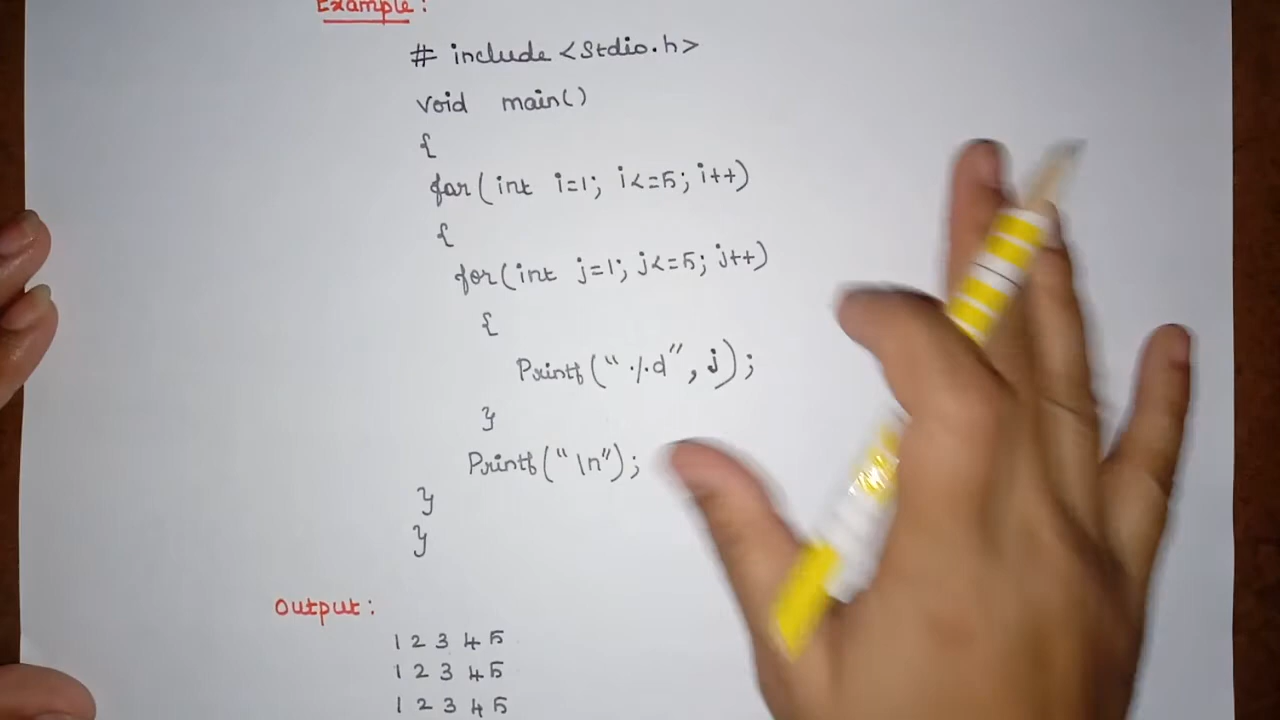 Example:
# include <stdio.h>
void main()
{
for(int i=1; i<=5; i++)
{
for(int j=1; j<=5; j++)
{
Printf("%d", j);
}
Printf("\n");
}
}
Output:
1 2 3 4 5
1 2 3 4 5
1 2 3 4 5